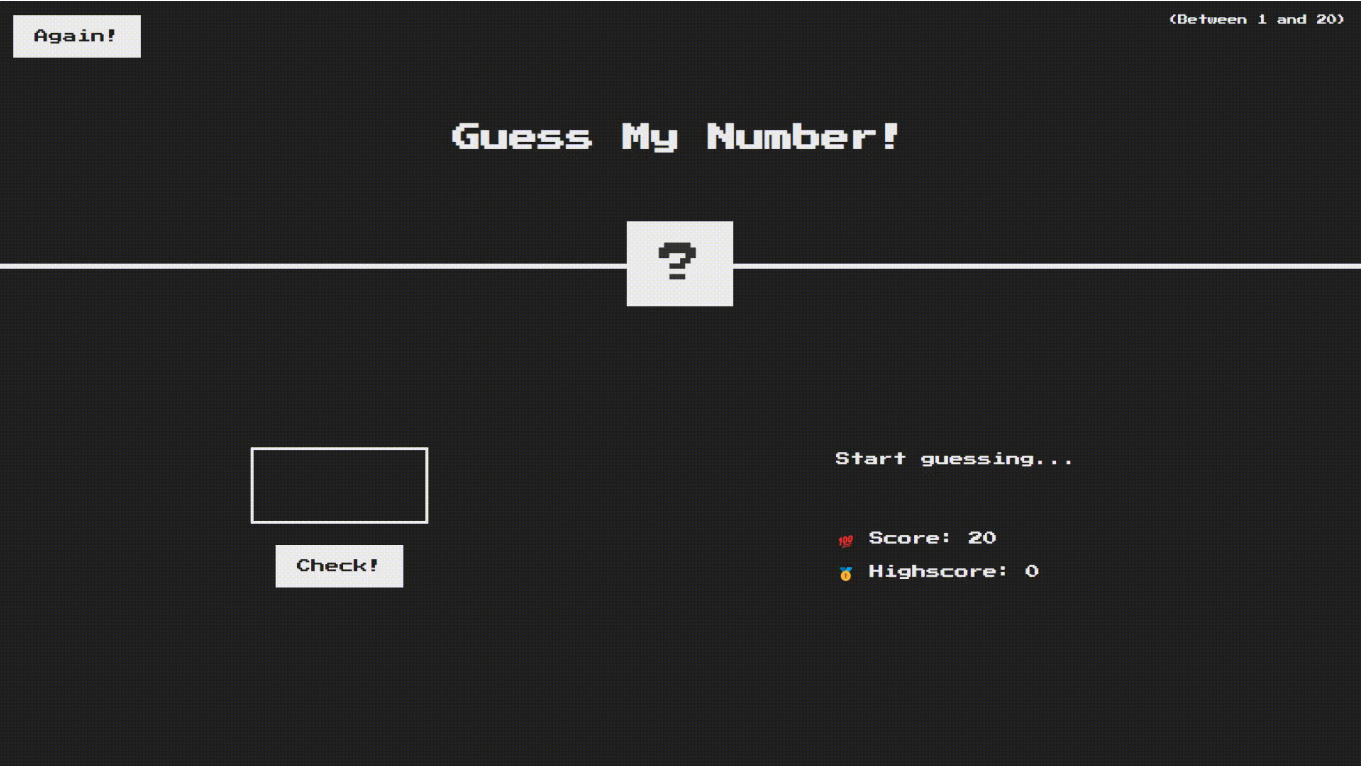 Again!
(Between 1 and 20)
Guess My Number!
?
Start guessing...
💯 Score: 20
🥇 Highscore: 0
Check!